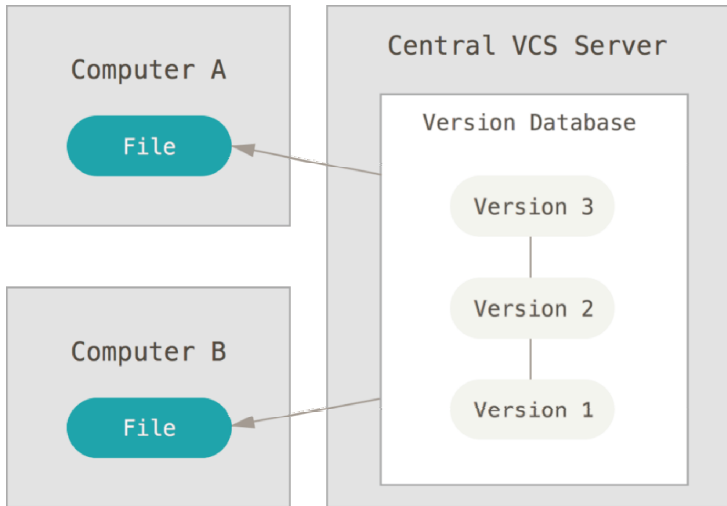 Computer A
File
Computer B
File
Central VCS Server
Version Database
Version 3
Version 2
Version 1